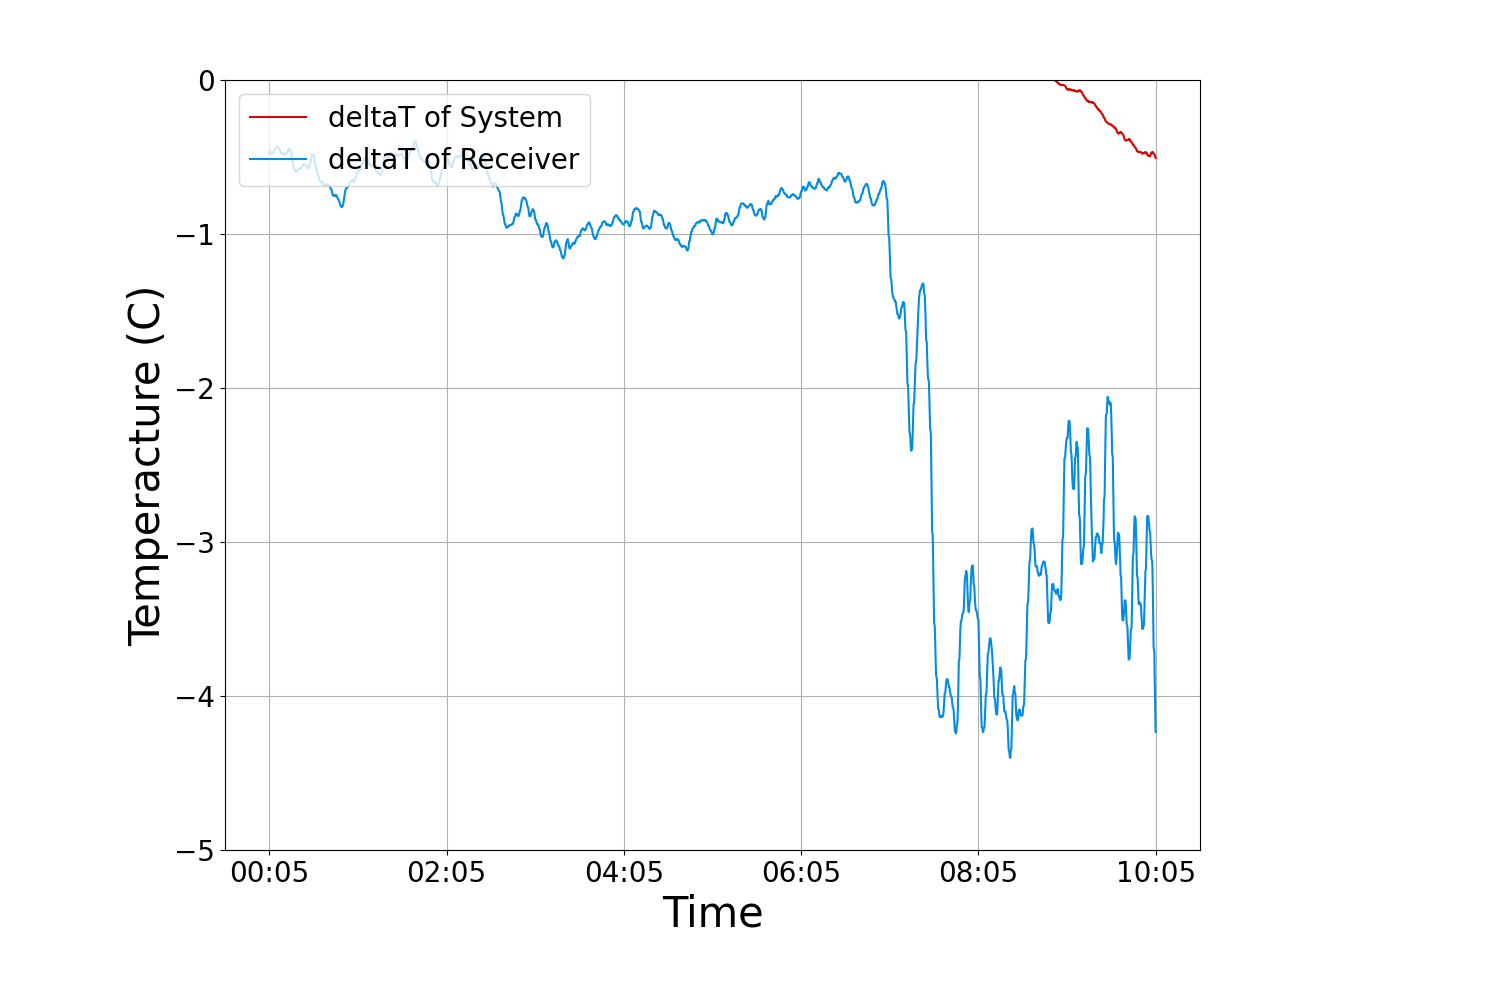 deltaT of System
deltaT of Receiver
Temperacture (C)
0
−1
−2
−3
−4
−5
00:05 02:05 04:05 06:05 08:05 10:05
Time